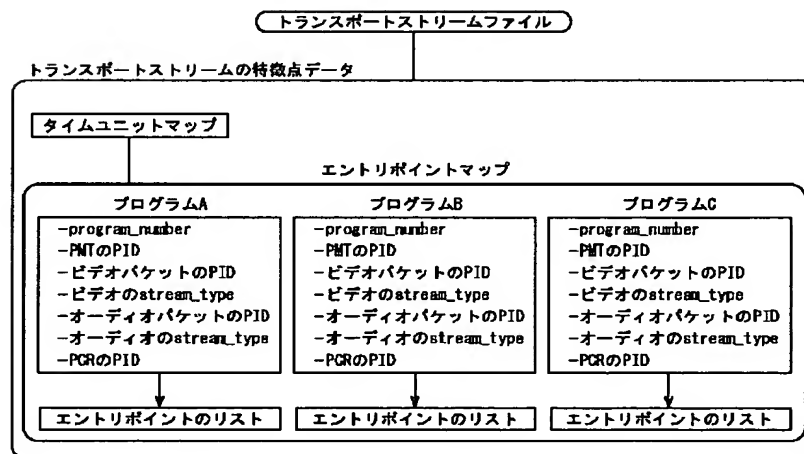 トランスポートストリームファイル
トランスポートストリームの特徴点データ
タイムユニットマップ
エントリポイントマップ
プログラムA
-program_number
-PMTのPID
-ビデオパケットのPID
-ビデオのstream_type
-オーディオパケットのPID
-オーディオのstream_type
-PCRのPID
エントリポイントのリスト
プログラムB
-program_number
-PMTのPID
-ビデオパケットのPID
-ビデオのstream_type
-オーディオパケットのPID
-オーディオのstream_type
-PCRのPID
エントリポイントのリスト
プログラムC
-program_number
-PMTのPID
-ビデオパケットのPID
-ビデオのstream_type
-オーディオパケットのPID
-オーディオのstream_type
-PCRのPID
エントリポイントのリスト